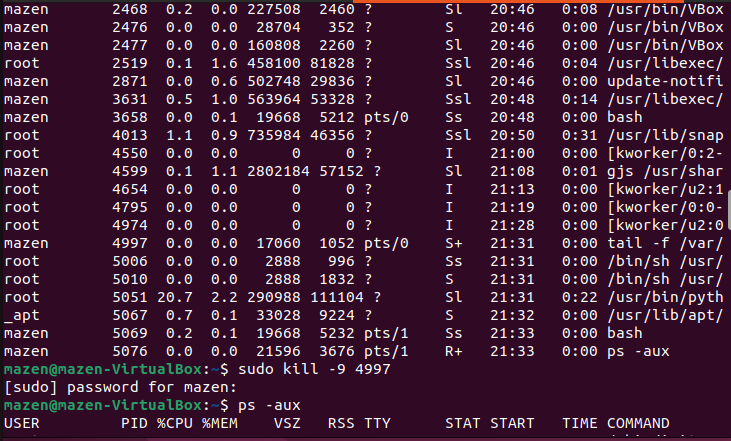 mazen 2468 0.2 0.0 227508 2460 ? Sl 20:46 0:08 /usr/bin/VBox
mazen 2476 0.0 0.0 28704 352 ? S 20:46 0:00 /usr/bin/VBox
mazen 2477 0.0 0.0 160808 2260 ? Sl 20:46 0:00 /usr/bin/VBox
root 2519 0.1 1.6 458100 81828 ? Ssl 20:46 0:04 /usr/libexec/
mazen 2871 0.0 0.6 502748 29836 ? Sl 20:46 0:00 update-notifi
mazen 3631 0.5 1.0 563964 53328 ? Ssl 20:48 0:14 /usr/libexec/
mazen 3658 0.0 0.1 19668 5212 pts/0 Ss 20:48 0:00 bash
root 4013 1.1 0.9 735984 46356 ? Ssl 20:50 0:31 /usr/lib/snap
root 4550 0.0 0.0 0 0 ? I 21:00 0:00 [kworker/0:2-
mazen 4599 0.1 1.1 2802184 57152 ? Sl 21:08 0:01 gjs /usr/shar
root 4654 0.0 0.0 0 0 ? I 21:13 0:00 [kworker/u2:1
root 4795 0.0 0.0 0 0 ? I 21:19 0:00 [kworker/0:0-
root 4974 0.0 0.0 0 0 ? I 21:28 0:00 [kworker/u2:0
mazen 4997 0.0 0.0 17060 1052 pts/0 S+ 21:31 0:00 tail -f /var/
root 5006 0.0 0.0 2888 996 ? Ss 21:31 0:00 /bin/sh /usr/
root 5010 0.0 0.0 2888 1832 ? S 21:31 0:00 /bin/sh /usr/
root 5051 20.7 2.2 290988 111104 ? Sl 21:31 0:22 /usr/bin/pyth
_apt 5067 0.7 0.1 33028 9224 ? S 21:32 0:00 /usr/lib/apt/
mazen 5069 0.2 0.1 19668 5232 pts/1 Ss 21:33 0:00 bash
mazen 5076 0.0 0.0 21596 3676 pts/1 R+ 21:33 0:00 ps -aux
mazen@mazen-VirtualBox:~$ sudo kill -9 4997
[sudo] password for mazen:
mazen@mazen-VirtualBox:~$ ps -aux
USER PID %CPU %MEM VSZ RSS TTY STAT START TIME COMMAND